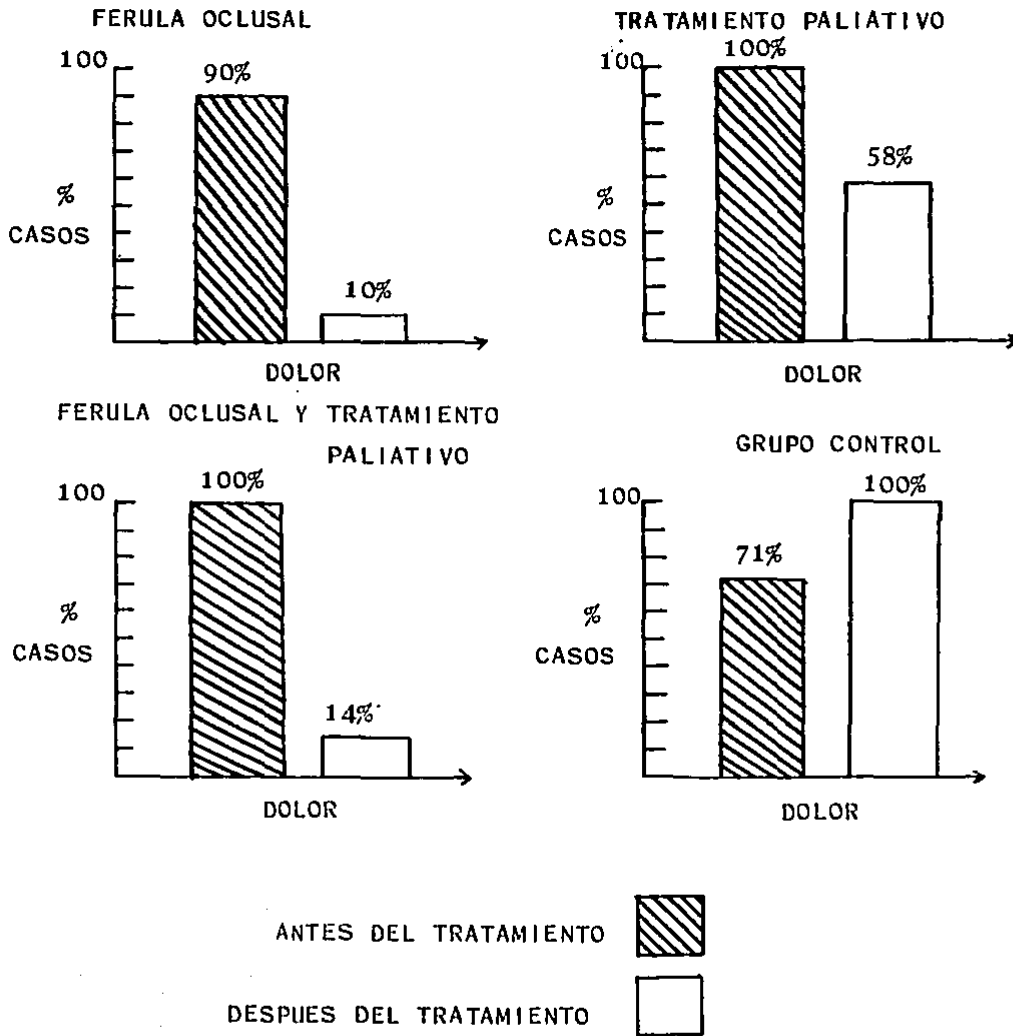 FERULA OCLUSAL
100
90%
%
CASOS
10%
DOLOR
TRATAMIENTO PALIATIVO
100
100%
58%
%
CASOS
DOLOR
FERULA OCLUSAL Y TRATAMIENTO
PALIATIVO
100
100%
%
CASOS
14%
DOLOR
GRUPO CONTROL
100
100%
71%
%
CASOS
DOLOR
ANTES DEL TRATAMIENTO
DESPUES DEL TRATAMIENTO